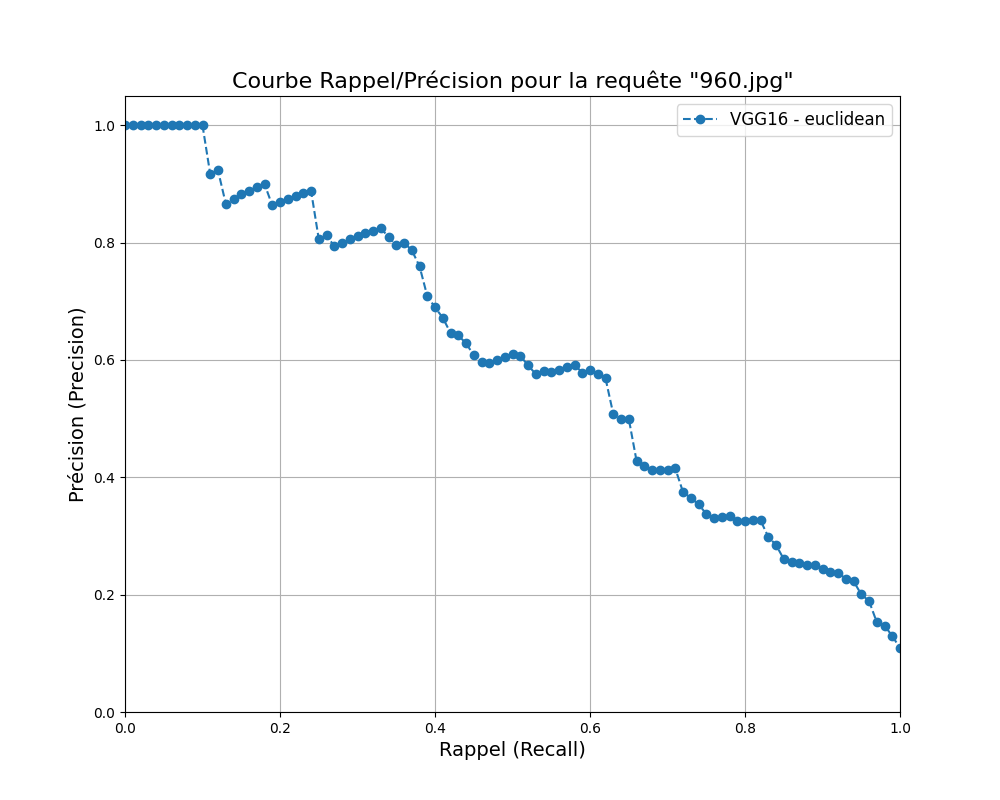 Courbe Rappel/Précision pour la requête "960.jpg"
VGG16 - euclidean
1.0
0.8
0.6
0.4
0.2
0.0
Précision (Precision)
0.0 0.2 0.4 0.6 0.8 1.0
Rappel (Recall)